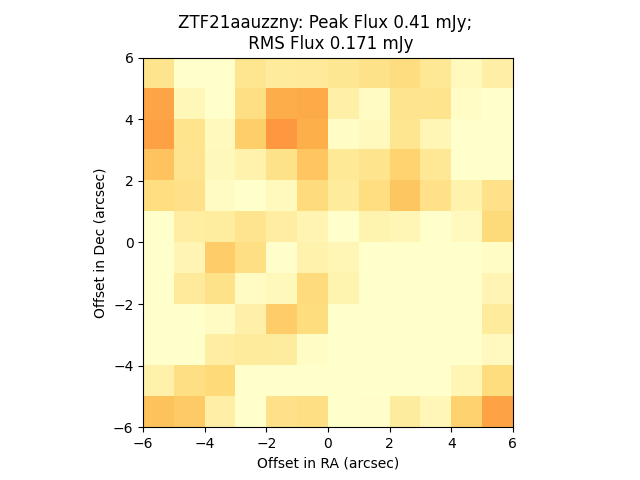 ZTF21aauzzny: Peak Flux 0.41 mJy;
RMS Flux 0.171 mJy
6
4
2
0
−2
−4
−6
Offset in Dec (arcsec)
−6 −4 −2 0 2 4 6
Offset in RA (arcsec)